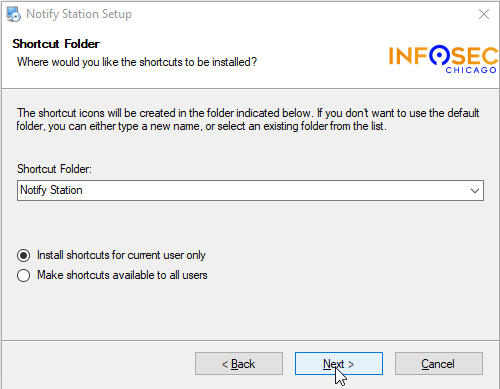 Notify Station Setup
Shortcut Folder
Where would you like the shortcuts to be installed?
INFOSEC
CHICAGO
The shortcut icons will be created in the folder indicated below. If you don't want to use the default
folder, you can either type a new name, or select an existing folder from the list.
Shortcut Folder:
Notify Station
Install shortcuts for current user only
Make shortcuts available to all users
< Back
Next >
Cancel